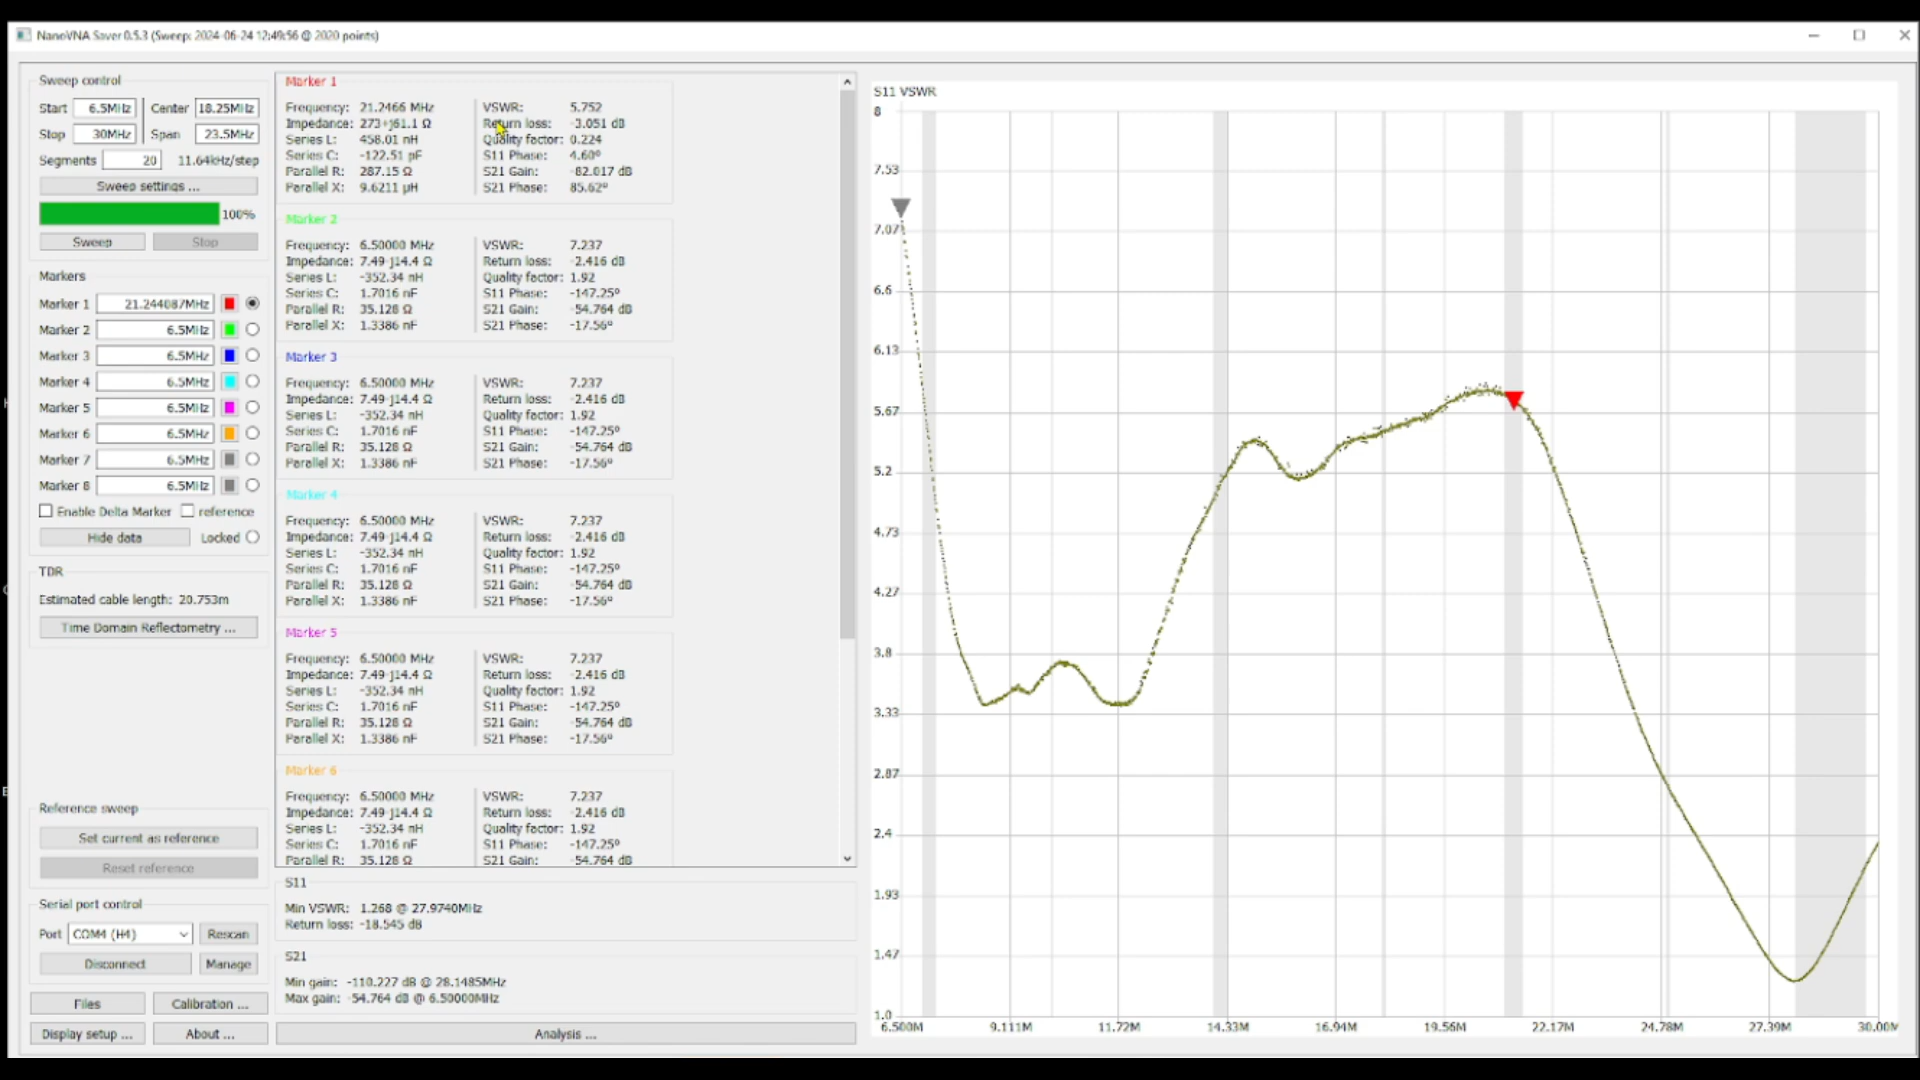 NanoVNA Saver 0.5.3 (Sweep: 2024-06-24 12:49:56 @ 2020 points)
Sweep control
Start 6.5MHz Center 18.25MHz
Stop 30MHz Span 23.5MHz
Segments 20 11.64kHz/step
Sweep settings ...
100%
Sweep Stop
Markers
Marker 1 21.244087MHz
Marker 2 6.5MHz
Marker 3 6.5MHz
Marker 4 6.5MHz
Marker 5 6.5MHz
Marker 6 6.5MHz
Marker 7 6.5MHz
Marker 8 6.5MHz
Enable Delta Marker reference
Hide data Locked
TDR
Estimated cable length: 20.753m
Time Domain Reflectometry ...
Reference sweep
Set current as reference
Reset reference
Serial port control
Port COM4 (H4) Rescan
Disconnect Manage
Files Calibration ...
Display setup ... About ...
Marker 1
Frequency: 21.2466 MHz VSWR: 5.752
Impedance: 273+j61.1 Ω Return loss: -3.051 dB
Series L: 458.01 nH Quality factor: 0.224
Series C: -122.51 pF S11 Phase: 4.60°
Parallel R: 287.15 Ω S21 Gain: -82.017 dB
Parallel X: 9.6211 µH S21 Phase: 85.62°
Marker 2
Frequency: 6.50000 MHz VSWR: 7.237
Impedance: 7.49-j14.4 Ω Return loss: -2.416 dB
Series L: -352.34 nH Quality factor: 1.92
Series C: 1.7016 nF S11 Phase: -147.25°
Parallel R: 35.128 Ω S21 Gain: -54.764 dB
Parallel X: 1.3386 nF S21 Phase: -17.56°
Marker 3
Frequency: 6.50000 MHz VSWR: 7.237
Impedance: 7.49-j14.4 Ω Return loss: -2.416 dB
Series L: -352.34 nH Quality factor: 1.92
Series C: 1.7016 nF S11 Phase: -147.25°
Parallel R: 35.128 Ω S21 Gain: -54.764 dB
Parallel X: 1.3386 nF S21 Phase: -17.56°
Marker 4
Frequency: 6.50000 MHz VSWR: 7.237
Impedance: 7.49-j14.4 Ω Return loss: -2.416 dB
Series L: -352.34 nH Quality factor: 1.92
Series C: 1.7016 nF S11 Phase: -147.25°
Parallel R: 35.128 Ω S21 Gain: -54.764 dB
Parallel X: 1.3386 nF S21 Phase: -17.56°
Marker 5
Frequency: 6.50000 MHz VSWR: 7.237
Impedance: 7.49-j14.4 Ω Return loss: -2.416 dB
Series L: -352.34 nH Quality factor: 1.92
Series C: 1.7016 nF S11 Phase: -147.25°
Parallel R: 35.128 Ω S21 Gain: -54.764 dB
Parallel X: 1.3386 nF S21 Phase: -17.56°
Marker 6
Frequency: 6.50000 MHz VSWR: 7.237
Impedance: 7.49-j14.4 Ω Return loss: -2.416 dB
Series L: -352.34 nH Quality factor: 1.92
Series C: 1.7016 nF S11 Phase: -147.25°
Parallel R: 35.128 Ω S21 Gain: -54.764 dB
S11
Min VSWR: 1.268 @ 27.9740MHz
Return loss: -18.545 dB
S21
Min gain: -110.227 dB @ 28.1485MHz
Max gain: -54.764 dB @ 6.50000MHz
Analysis ...
S11 VSWR
8
7.53
7.07
6.6
6.13
5.67
5.2
4.73
4.27
3.8
3.33
2.87
2.4
1.93
1.47
1.0
6.500M 9.111M 11.72M 14.33M 16.94M 19.56M 22.17M 24.78M 27.39M 30.00M